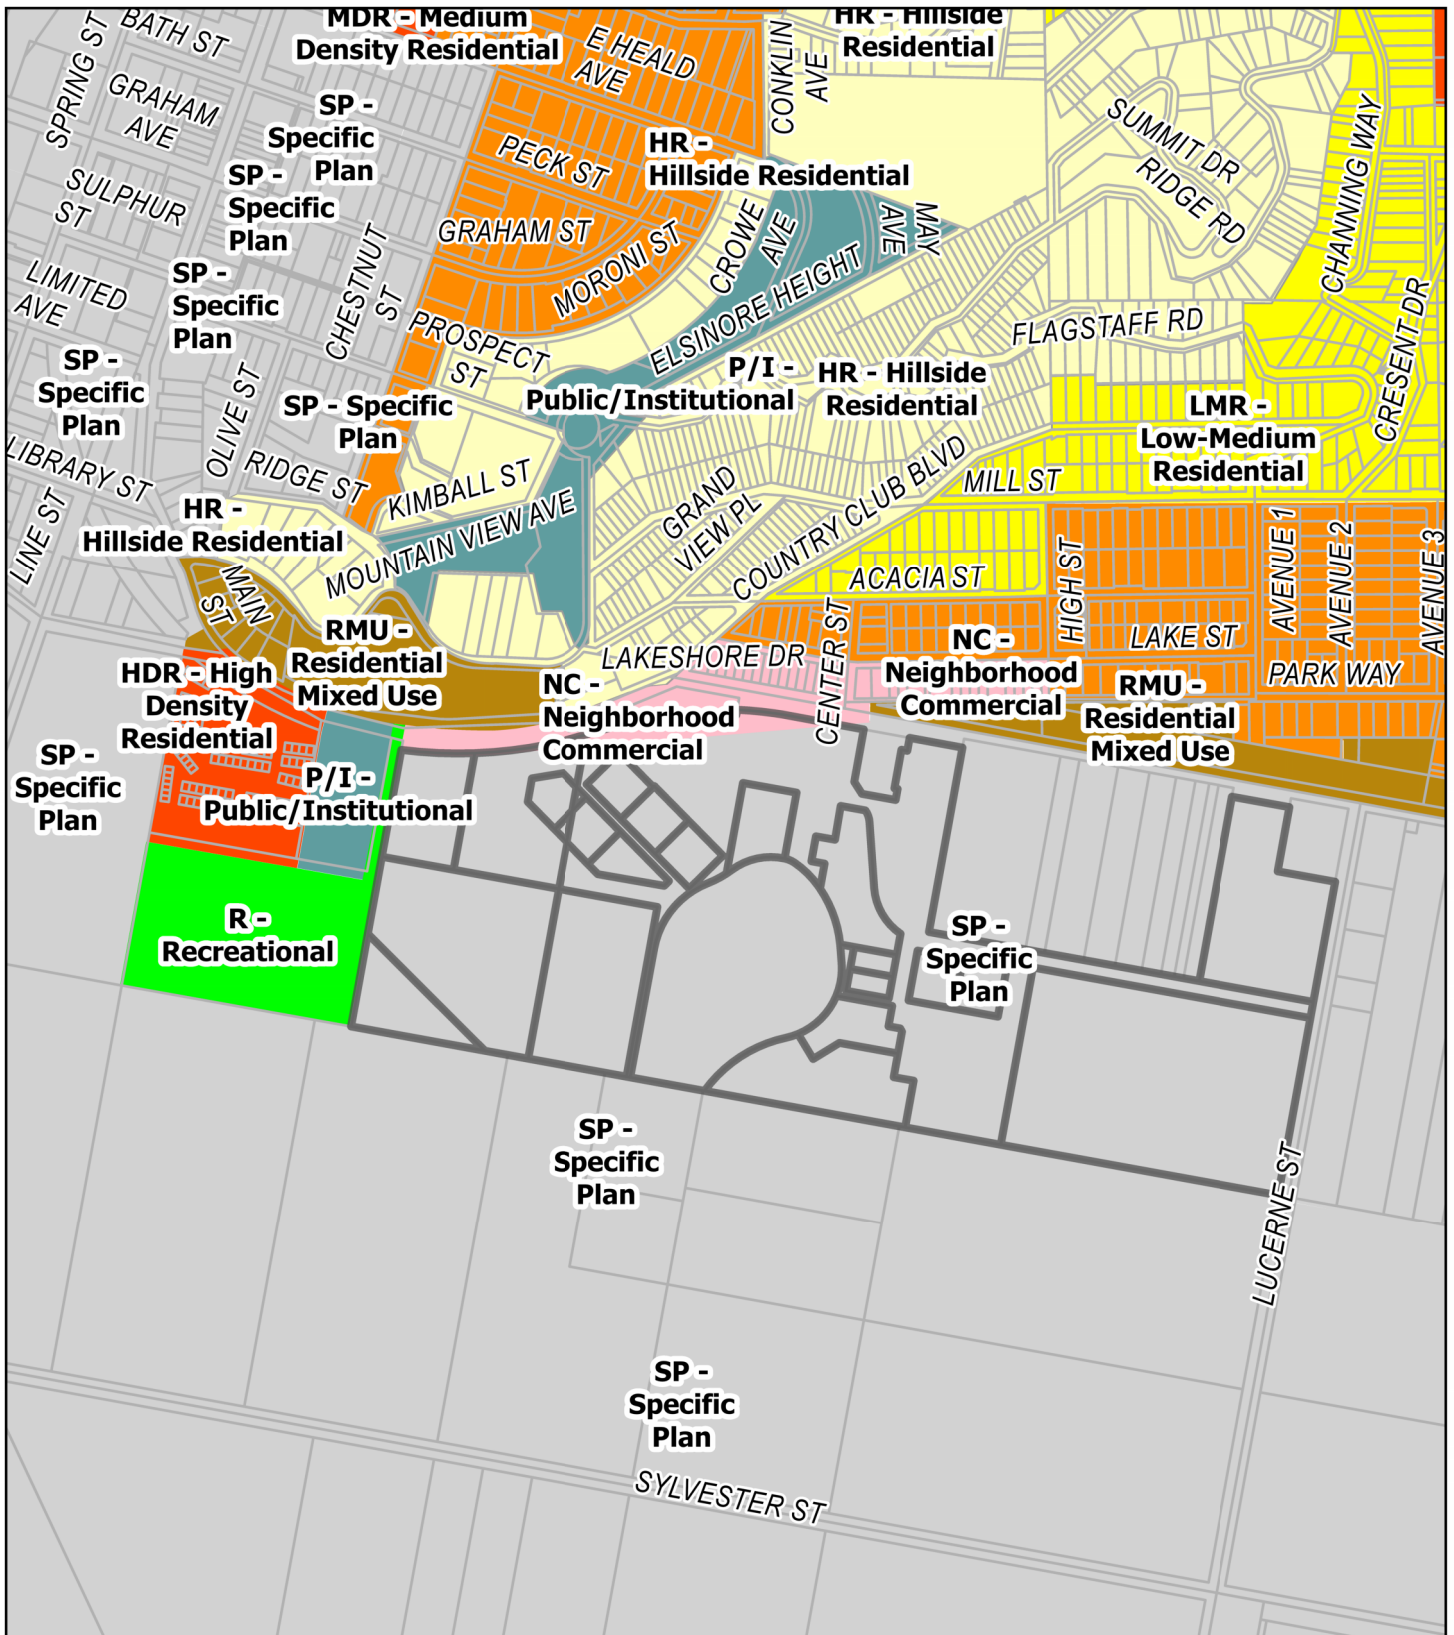 MDR - Medium
Density Residential
HR - Hillside
Residential
BATH ST
SPRING ST
GRAHAM
AVE
E HEALD
AVE
CONKLIN
AVE
SP -
Specific
Plan
SUMMIT DR
RIDGE RD
CHANNING WAY
PECK ST
HR -
Hillside Residential
SULPHUR
ST
SP -
Specific
Plan
GRAHAM ST
MORONI ST
CROWE
AVE
MAY
AVE
LIMITED
AVE
SP -
Specific
Plan
CHESTNUT
ST
ELSINORE HEIGHT
PROSPECT
ST
FLAGSTAFF RD
CRESENT DR
SP -
Specific
Plan
OLIVE ST
SP - Specific
Plan
P/I -
Public/Institutional
HR - Hillside
Residential
LMR -
Low-Medium
Residential
LIBRARY ST
RIDGE ST
KIMBALL ST
GRAND
VIEW PL
COUNTRY CLUB BLVD
MILL ST
LINE ST
HR -
Hillside Residential
MOUNTAIN VIEW AVE
ACACIA ST
HIGH ST
AVENUE 1
AVENUE 2
AVENUE 3
MAIN
ST
RMU -
Residential
Mixed Use
LAKESHORE DR
CENTER ST
NC -
Neighborhood
Commercial
LAKE ST
PARK WAY
HDR - High
Density
Residential
NC -
Neighborhood
Commercial
RMU -
Residential
Mixed Use
SP -
Specific
Plan
P/I -
Public/Institutional
R -
Recreational
SP -
Specific
Plan
SP -
Specific
Plan
LUCERNE ST
SP -
Specific
Plan
SYLVESTER ST